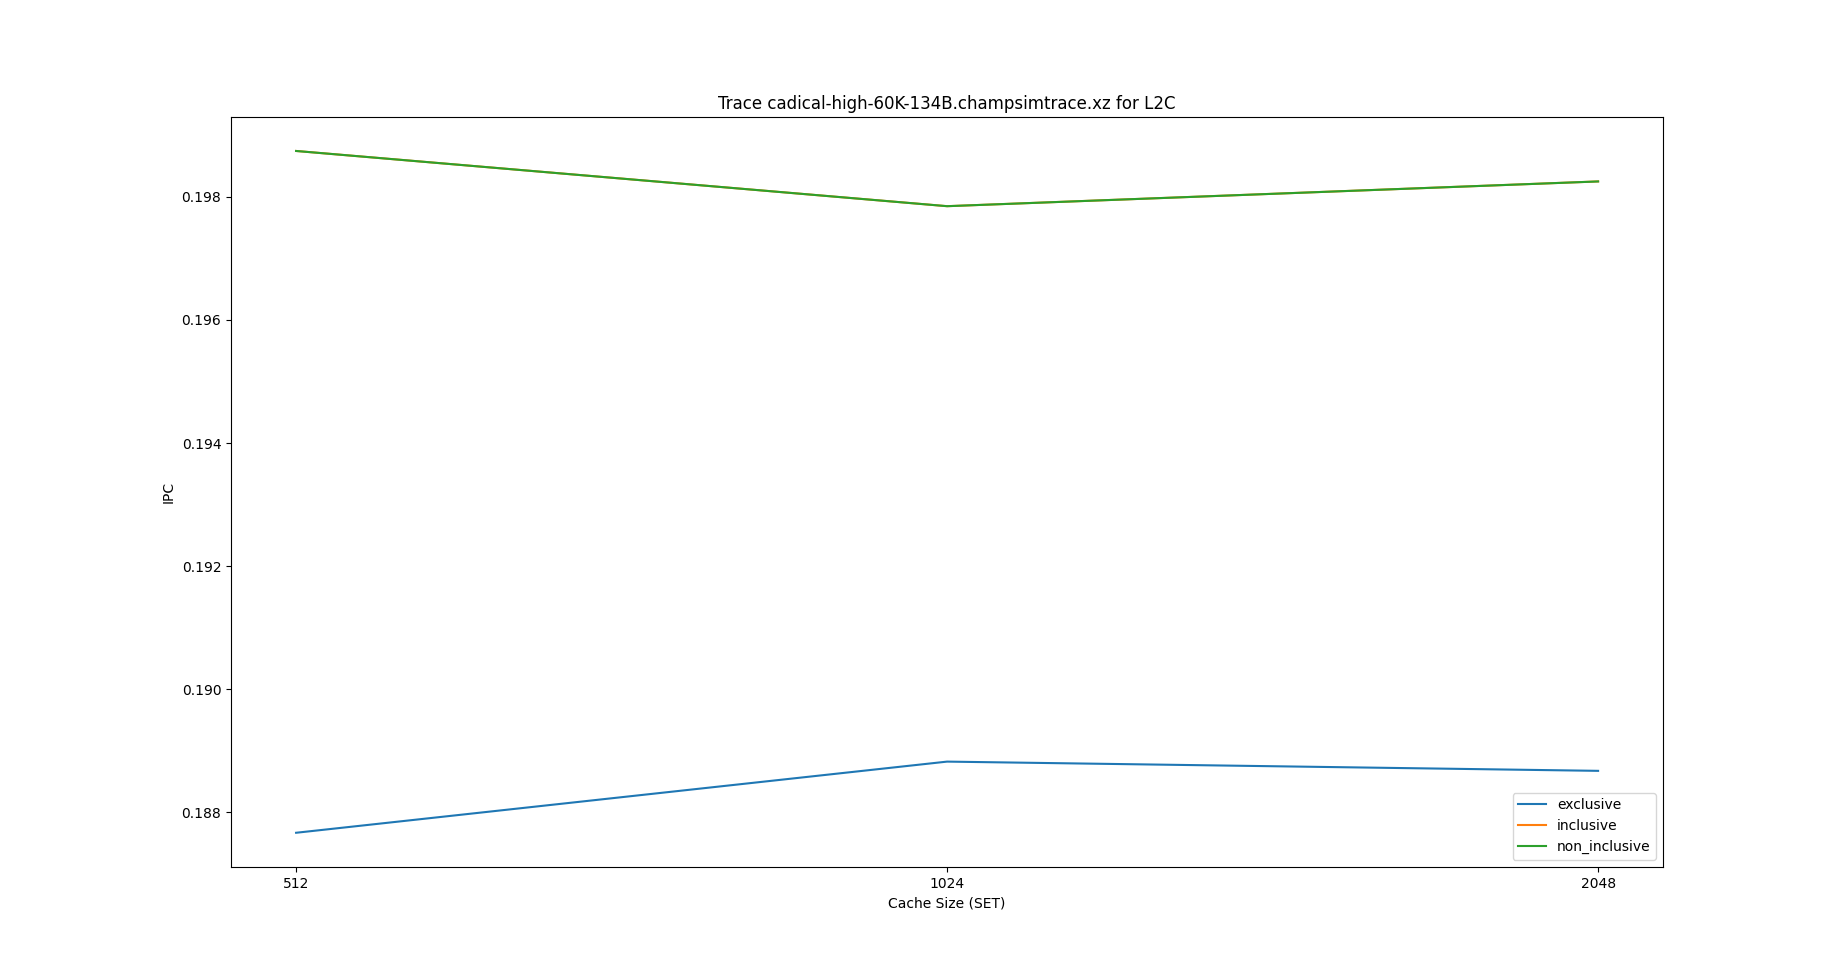 Trace cadical-high-60K-134B.champsimtrace.xz for L2C
0.198
0.196
0.194
0.192
0.190
0.188
IPC
512
1024
2048
Cache Size (SET)
exclusive
inclusive
non_inclusive